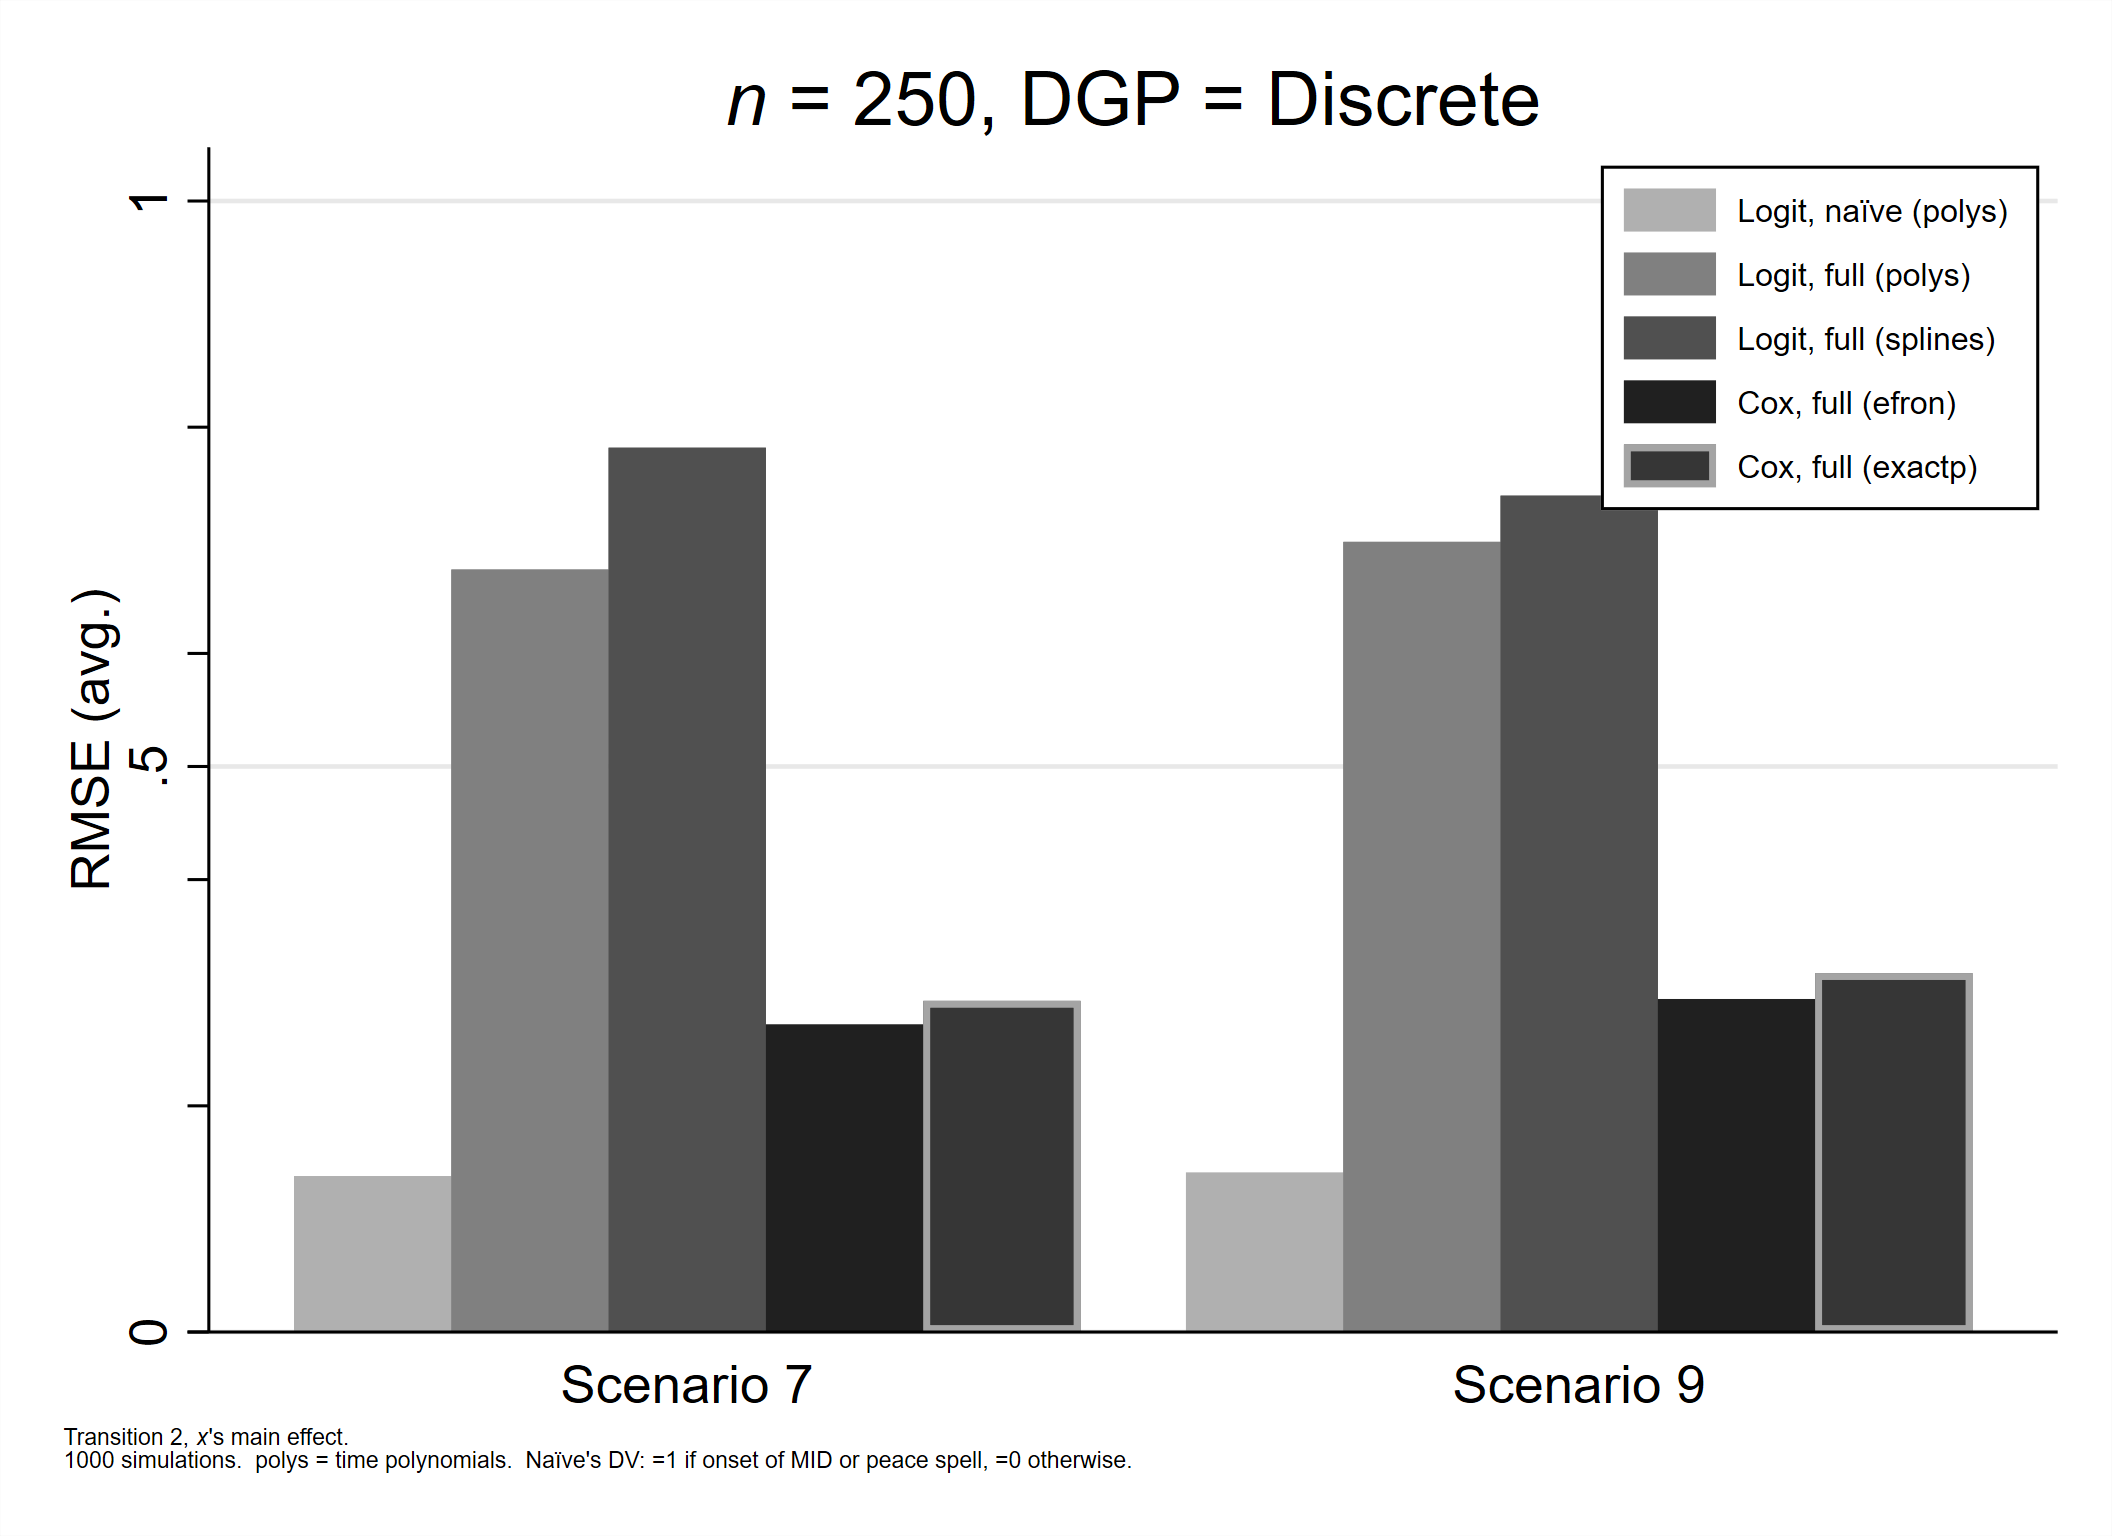 n = 250, DGP = Discrete
1
.5
0
RMSE (avg.)
Logit, naïve (polys)
Logit, full (polys)
Logit, full (splines)
Cox, full (efron)
Cox, full (exactp)
Scenario 7
Scenario 9
Transition 2, x's main effect.
1000 simulations.  polys = time polynomials.  Naïve's DV: =1 if onset of MID or peace spell, =0 otherwise.